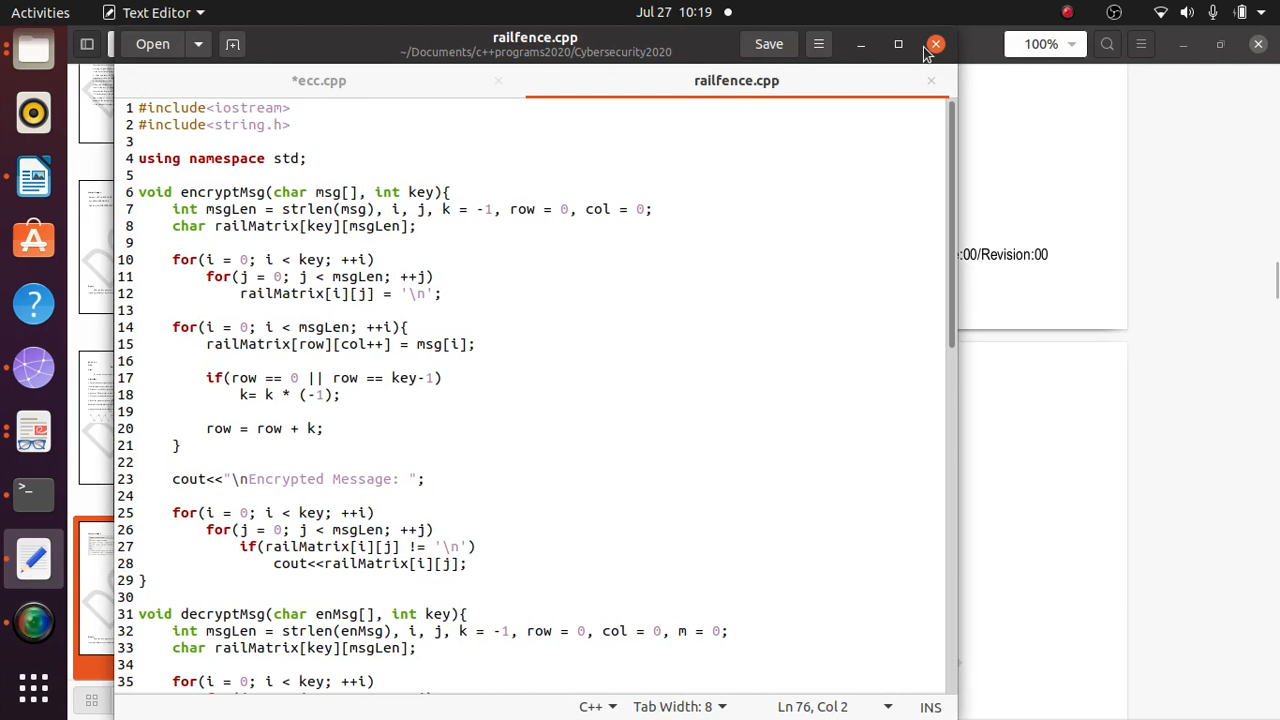 Activities Text Editor Jul 27 10:19
Open railfence.cpp Save 100%
~/Documents/c++programs2020/Cybersecurity2020
*ecc.cpp railfence.cpp
1 #include<iostream>
2 #include<string.h>
3
4 using namespace std;
5
6 void encryptMsg(char msg[], int key){
7 int msgLen = strlen(msg), i, j, k = -1, row = 0, col = 0;
8 char railMatrix[key][msgLen];
9
10 for(i = 0; i < key; ++i)
11 for(j = 0; j < msgLen; ++j)
12 railMatrix[i][j] = '\n';
13
14 for(i = 0; i < msgLen; ++i){
15 railMatrix[row][col++] = msg[i];
16
17 if(row == 0 || row == key-1)
18 k= k * (-1);
19
20 row = row + k;
21 }
22
23 cout<<"\nEncrypted Message: ";
24
25 for(i = 0; i < key; ++i)
26 for(j = 0; j < msgLen; ++j)
27 if(railMatrix[i][j] != '\n')
28 cout<<railMatrix[i][j];
29 }
30
31 void decryptMsg(char enMsg[], int key){
32 int msgLen = strlen(enMsg), i, j, k = -1, row = 0, col = 0, m = 0;
33 char railMatrix[key][msgLen];
34
35 for(i = 0; i < key; ++i)
:00/Revision:00
C++ Tab Width: 8 Ln 76, Col 2 INS